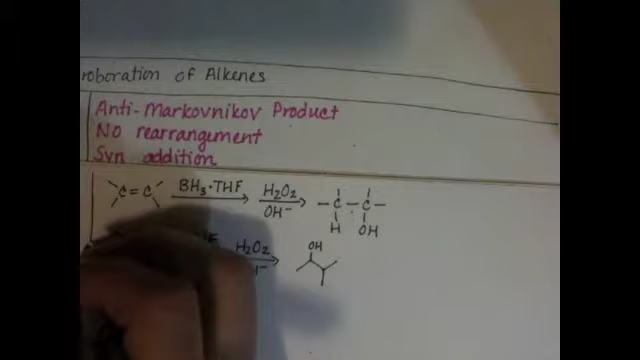 roboration of Alkenes
Anti-Markovnikov Product
No rearrangement
Syn addition
C=C BH₃·THF H₂O₂ OH⁻ -C-C- H OH
H₂O₂ OH